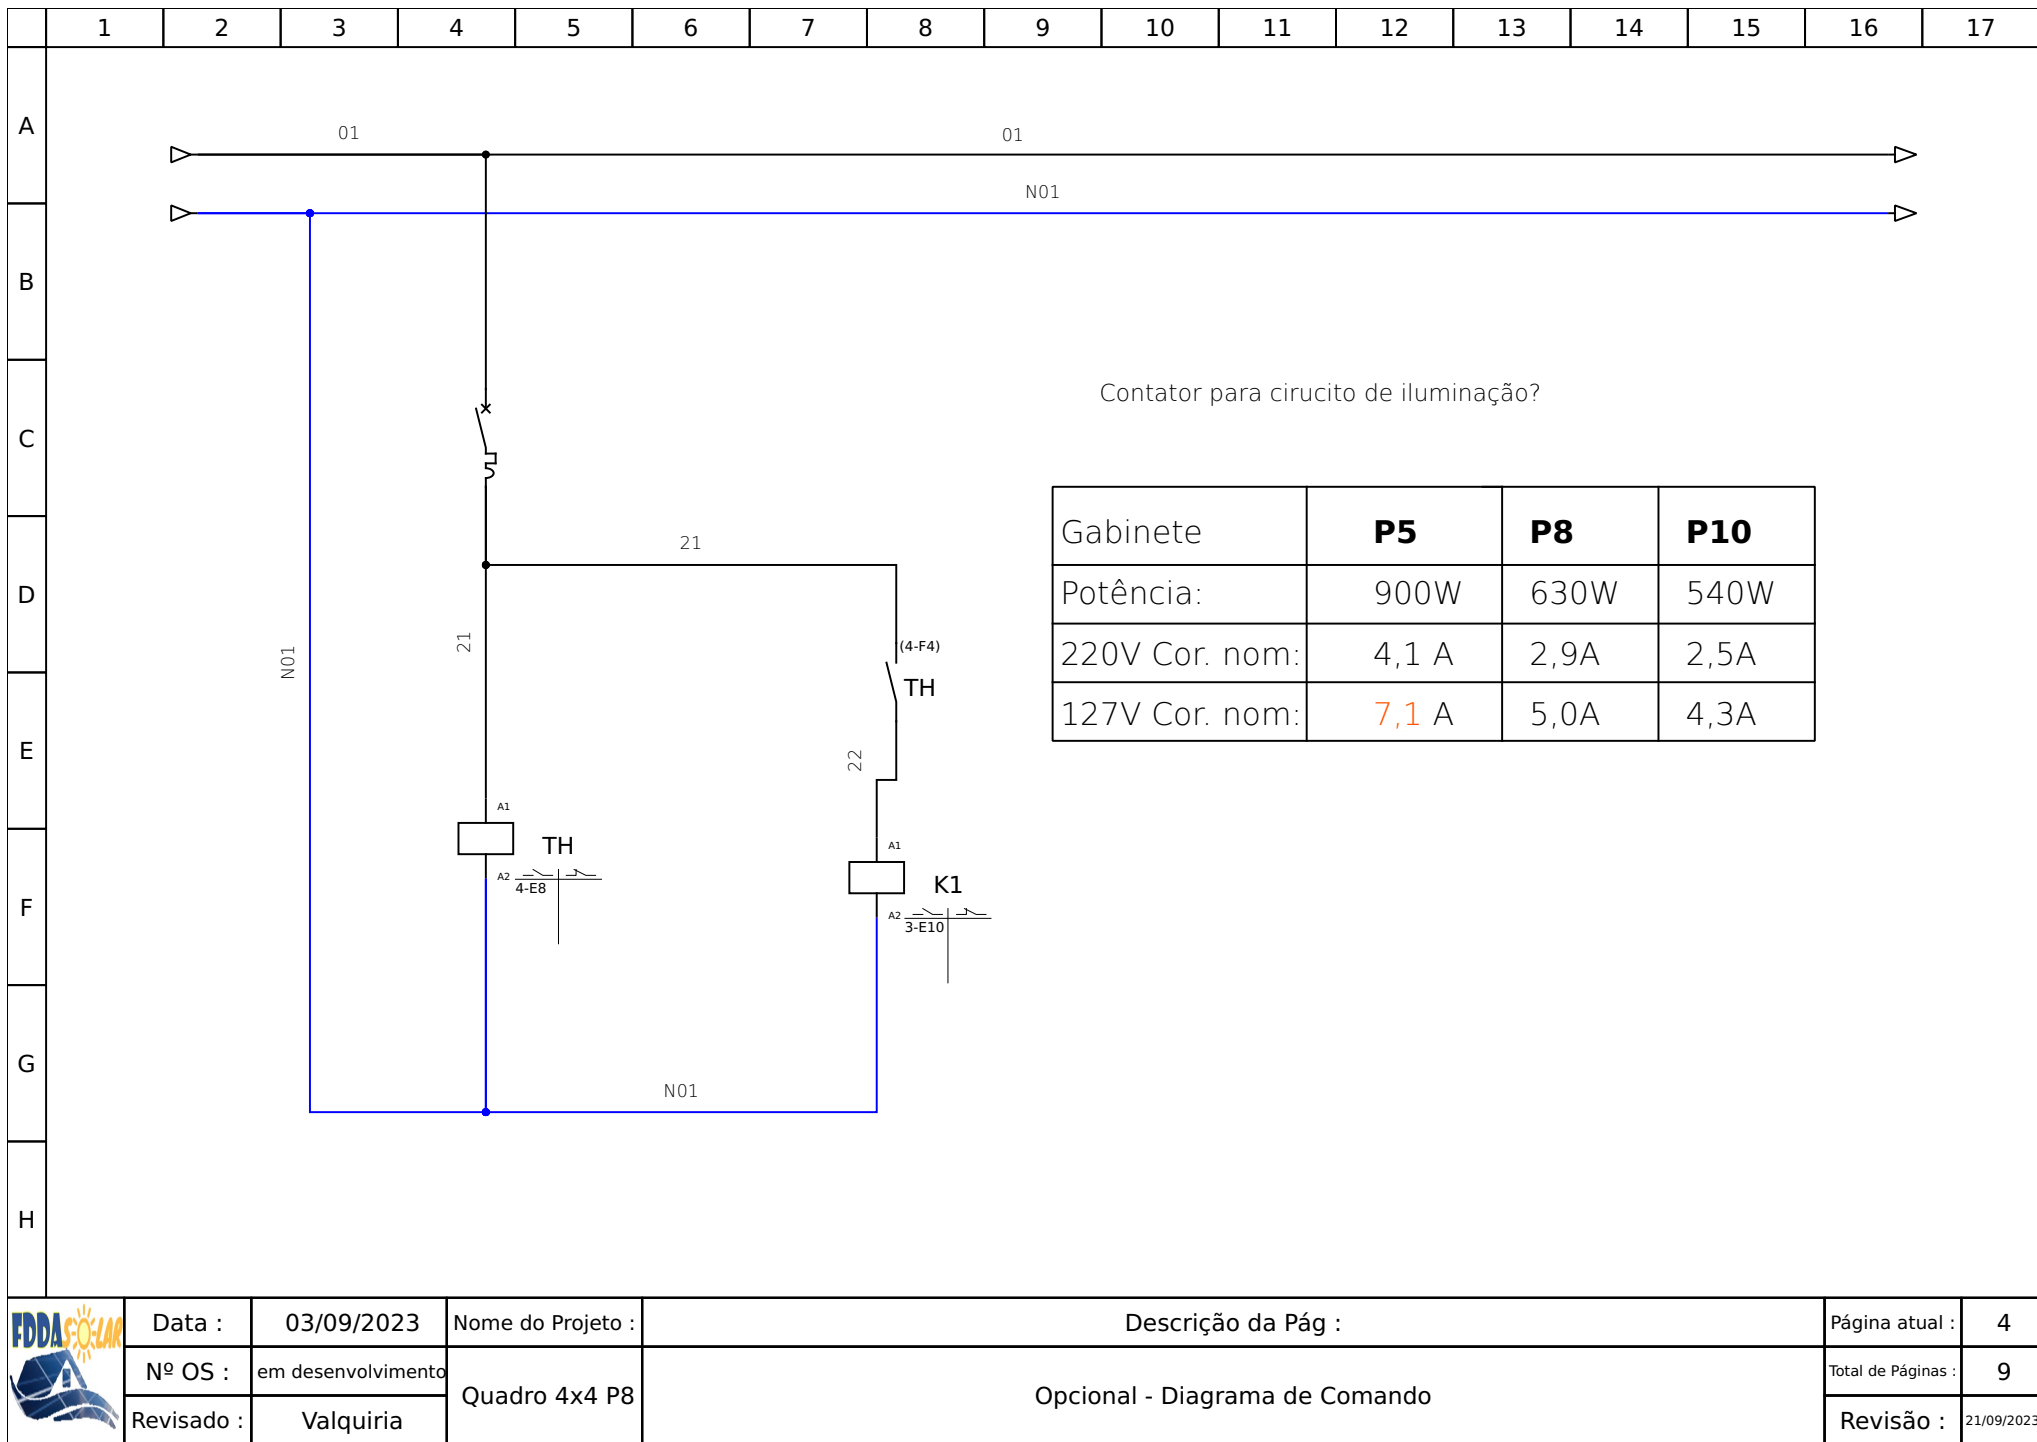 1 2 3 4 5 6 7 8 9 10 11 12 13 14 15 16 17
A
01 01
N01
B
Contator para cirucito de iluminação?
C
Gabinete P5 P8 P10
21
D
Potência: 900W 630W 540W
N01
21
(4-F4)
220V Cor. nom: 4,1 A 2,9A 2,5A
TH
127V Cor. nom: 7,1 A 5,0A 4,3A
E
22
A1
TH
A1
A2
4-E8
K1
F
A2
3-E10
G
N01
H
FDDA SOLAR
Data : 03/09/2023 Nome do Projeto : Descrição da Pág : Página atual : 4
Nº OS : em desenvolvimento Quadro 4x4 P8 Opcional - Diagrama de Comando Total de Páginas : 9
Revisado : Valquiria Revisão : 21/09/2023